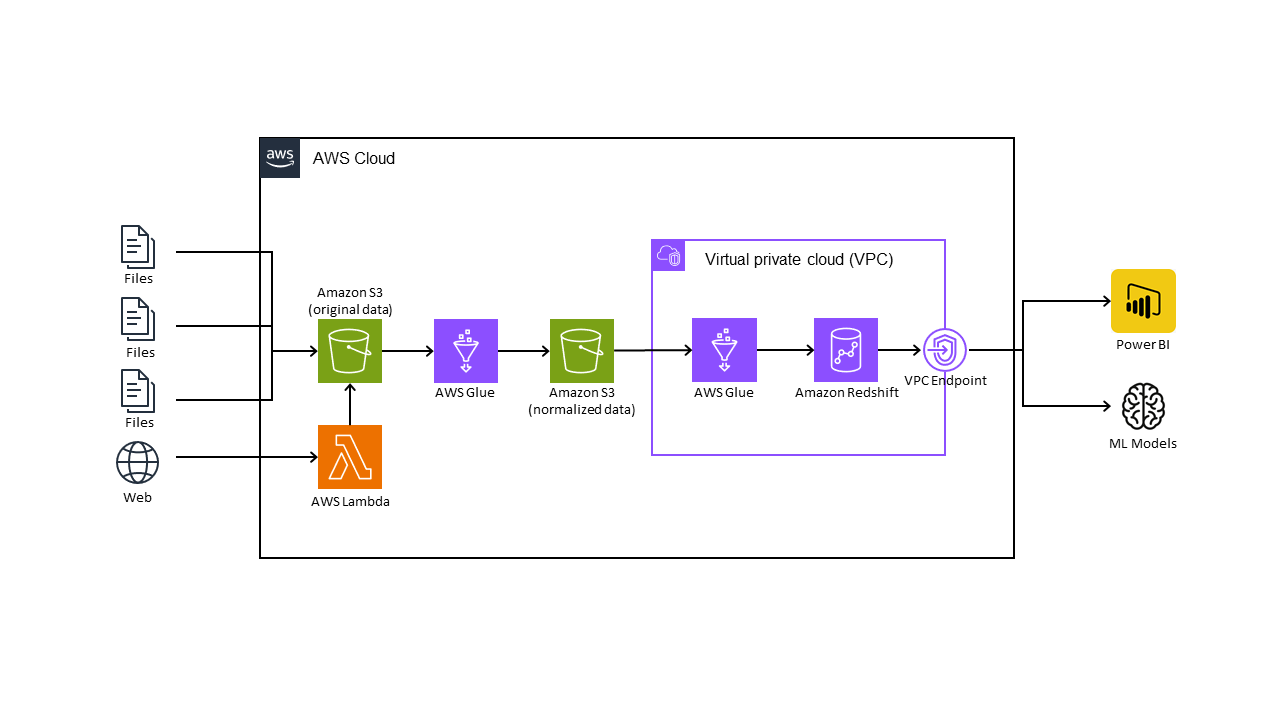 aws
AWS Cloud
Files
Files
Files
Web
Amazon S3
(original data)
AWS Lambda
AWS Glue
Amazon S3
(normalized data)
Virtual private cloud (VPC)
AWS Glue
Amazon Redshift
VPC Endpoint
Power BI
ML Models